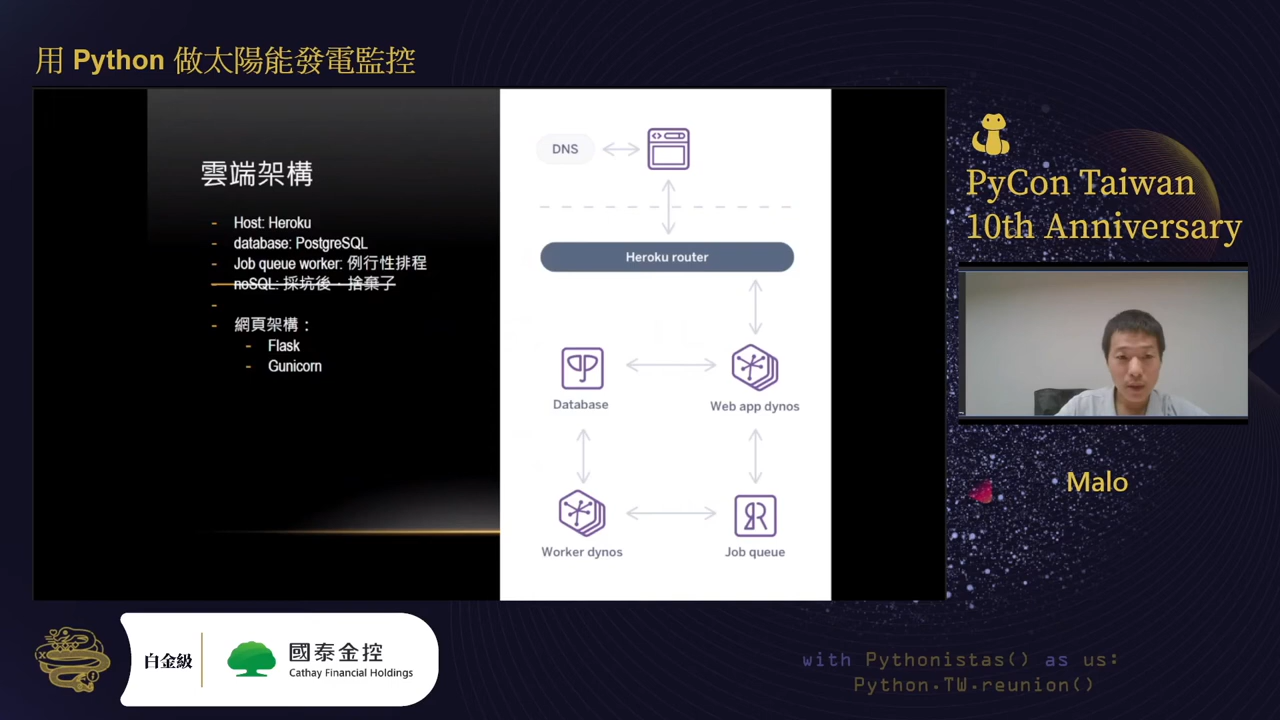 用 Python 做太陽能發電監控
雲端架構
- Host: Heroku
- database: PostgreSQL
- Job queue worker: 例行性排程
- noSQL: 採坑後，捨棄子
-
- 網頁架構：
- Flask
- Gunicorn
DNS
Heroku router
Database
Web app dynos
Worker dynos
Job queue
PyCon Taiwan
10th Anniversary
Malo
白金級
國泰金控
Cathay Financial Holdings
with Pythonistas() as us:
Python.TW.reunion()